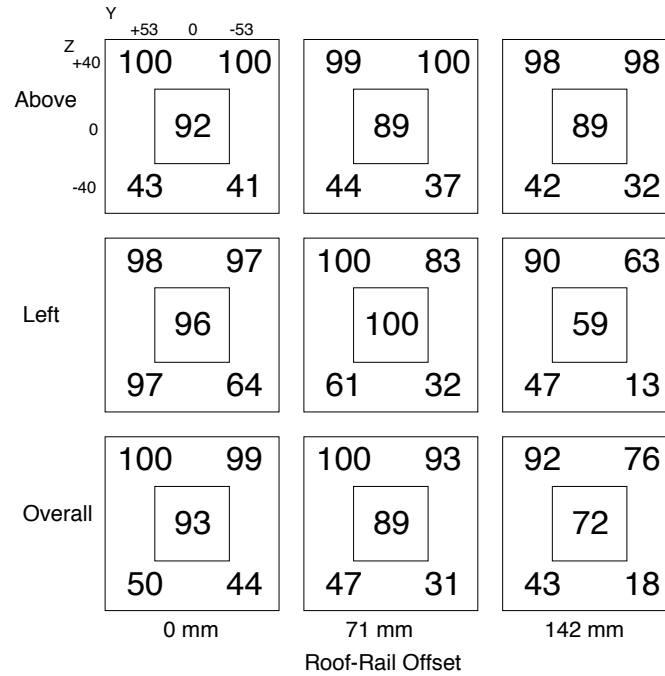 Y
+53 0 -53
Z
+40 100 100 99 100 98 98
Above
0 92 89 89
-40 43 41 44 37 42 32
98 97 100 83 90 63
Left 96 100 59
97 64 61 32 47 13
100 99 100 93 92 76
Overall 93 89 72
50 44 47 31 43 18
0 mm 71 mm 142 mm
Roof-Rail Offset